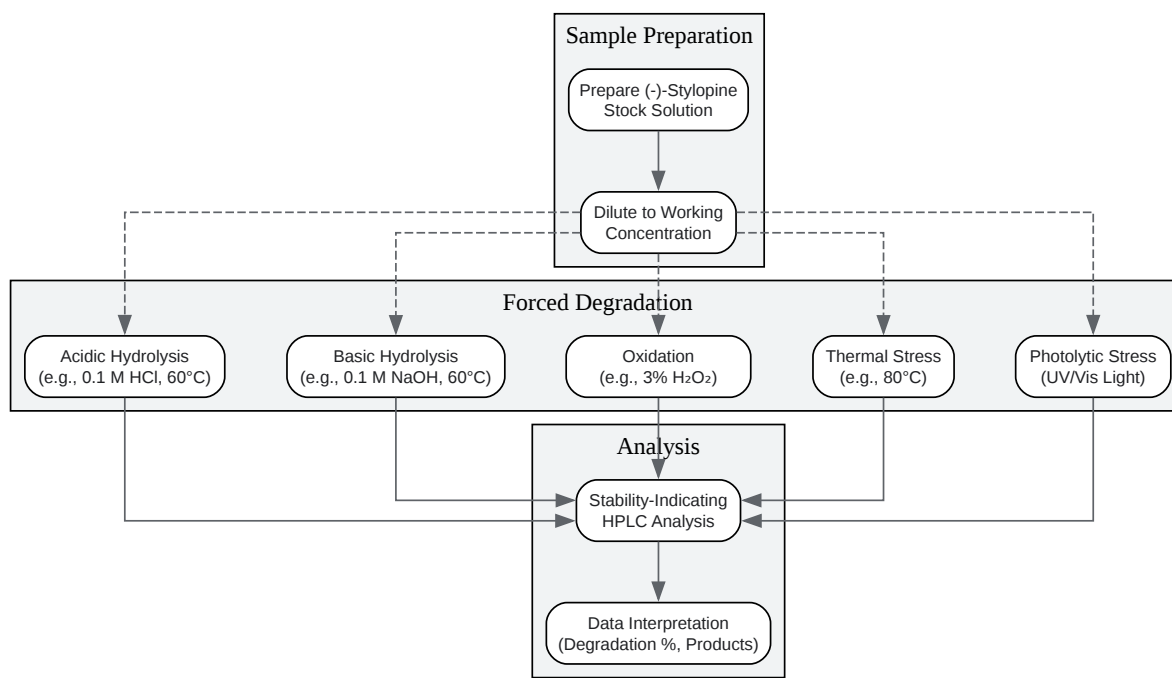 Sample Preparation
Prepare (-)-Stylopine
Stock Solution
Dilute to Working
Concentration
Forced Degradation
Acidic Hydrolysis
(e.g., 0.1 M HCl, 60°C)
Basic Hydrolysis
(e.g., 0.1 M NaOH, 60°C)
Oxidation
(e.g., 3% H₂O₂)
Thermal Stress
(e.g., 80°C)
Photolytic Stress
(UV/Vis Light)
Analysis
Stability-Indicating
HPLC Analysis
Data Interpretation
(Degradation %, Products)